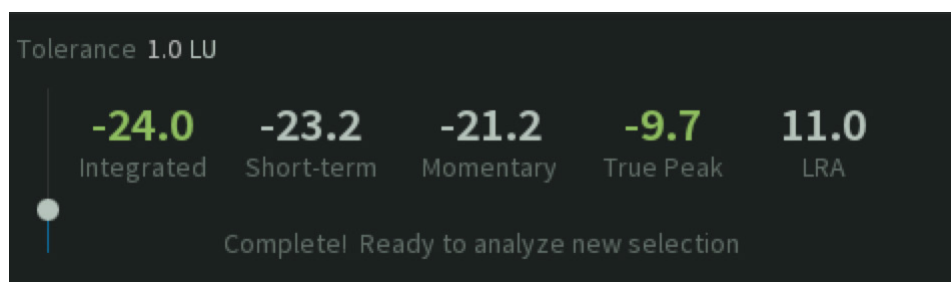 Tolerance 1.0 LU
-24.0 -23.2 -21.2 -9.7 11.0
Integrated Short-term Momentary True Peak LRA
Complete! Ready to analyze new selection